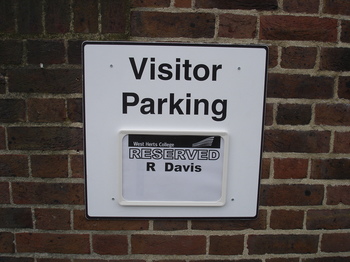 Visitor
Parking
West Herts College
RESERVED
R Davis